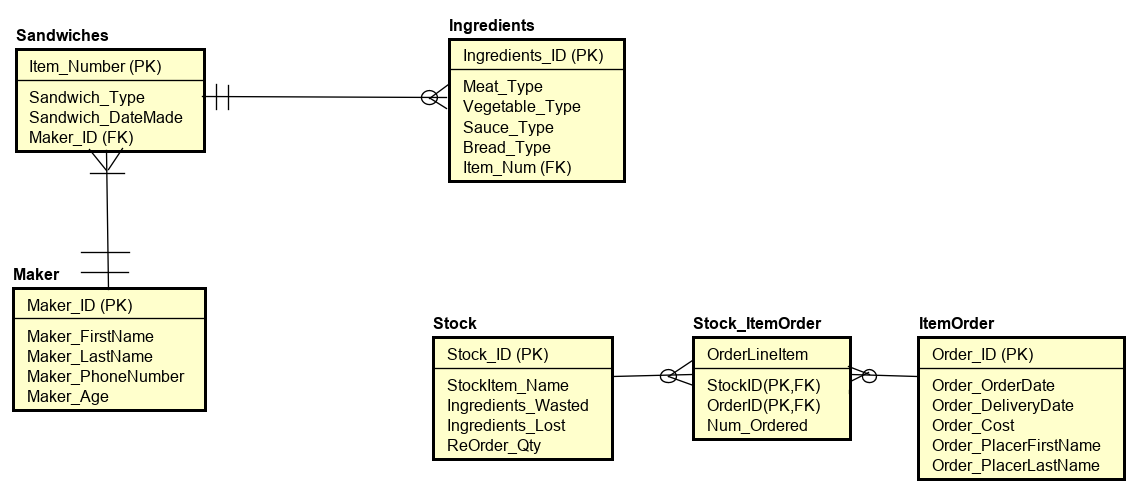 Sandwiches
Item_Number (PK)
Sandwich_Type
Sandwich_DateMade
Maker_ID (FK)
Ingredients
Ingredients_ID (PK)
Meat_Type
Vegetable_Type
Sauce_Type
Bread_Type
Item_Num (FK)
Maker
Maker_ID (PK)
Maker_FirstName
Maker_LastName
Maker_PhoneNumber
Maker_Age
Stock
Stock_ID (PK)
StockItem_Name
Ingredients_Wasted
Ingredients_Lost
ReOrder_Qty
Stock_ItemOrder
OrderLineItem
StockID(PK,FK)
OrderID(PK,FK)
Num_Ordered
ItemOrder
Order_ID (PK)
Order_OrderDate
Order_DeliveryDate
Order_Cost
Order_PlacerFirstName
Order_PlacerLastName